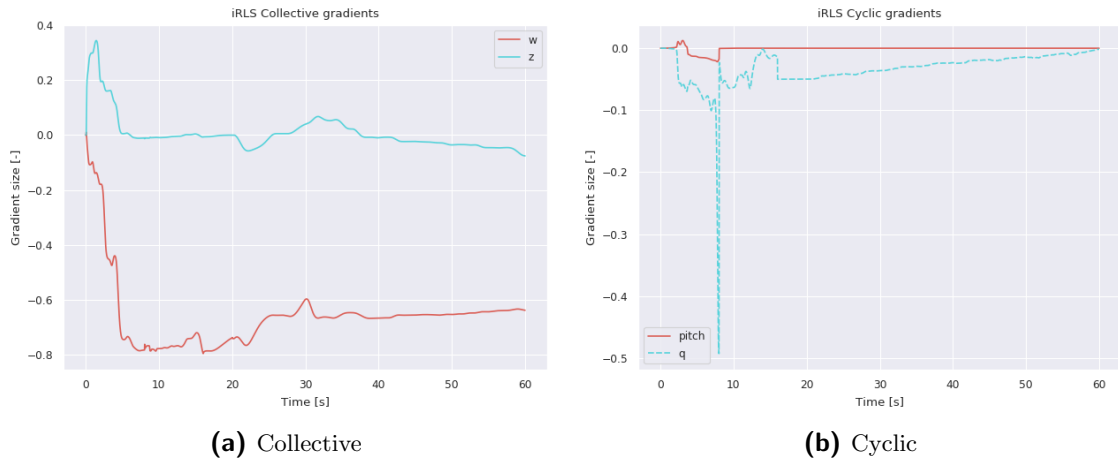 iRLS Collective gradients
0.4
0.2
0.0
−0.2
−0.4
−0.6
−0.8
Gradient size [-]
w
z
0 10 20 30 40 50 60
Time [s]
(a) Collective
iRLS Cyclic gradients
0.0
−0.1
−0.2
−0.3
−0.4
−0.5
Gradient size [-]
pitch
q
0 10 20 30 40 50 60
Time [s]
(b) Cyclic